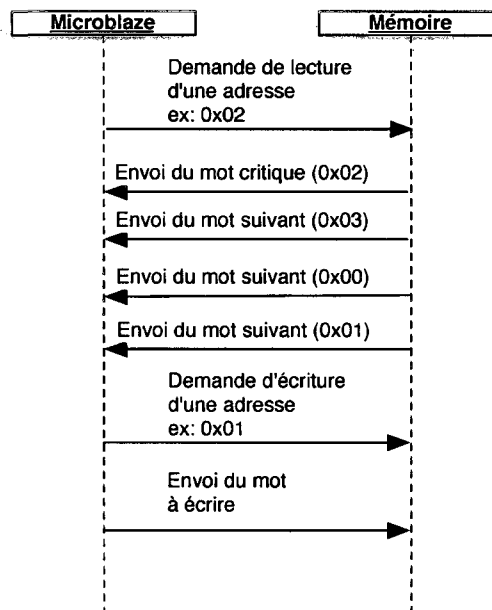 Microblaze
Mémoire
Demande de lecture
d'une adresse
ex: 0x02
Envoi du mot critique (0x02)
Envoi du mot suivant (0x03)
Envoi du mot suivant (0x00)
Envoi du mot suivant (0x01)
Demande d'écriture
d'une adresse
ex: 0x01
Envoi du mot
à écrire